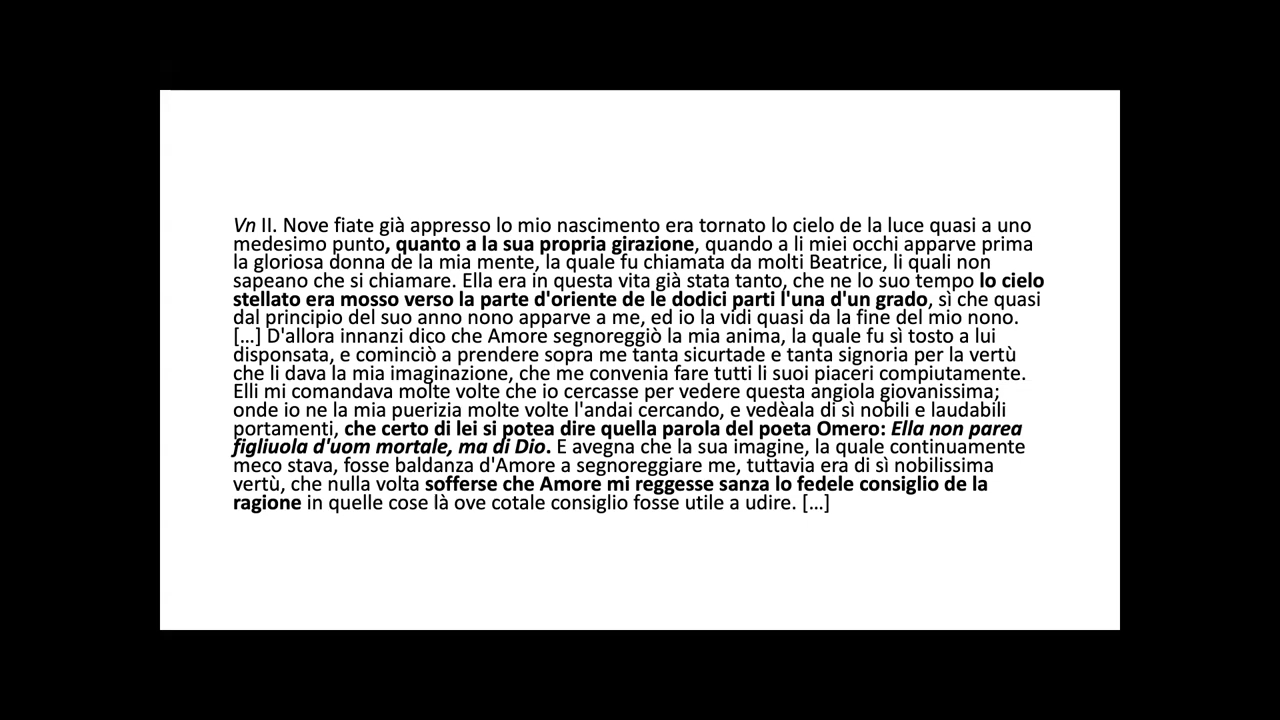 Vn II. Nove fiate già appresso lo mio nascimento era tornato lo cielo de la luce quasi a uno
medesimo punto, quanto a la sua propria girazione, quando a li miei occhi apparve prima
la gloriosa donna de la mia mente, la quale fu chiamata da molti Beatrice, li quali non
sapeano che si chiamare. Ella era in questa vita già stata tanto, che ne lo suo tempo lo cielo
stellato era mosso verso la parte d'oriente de le dodici parti l'una d'un grado, sì che quasi
dal principio del suo anno nono apparve a me, ed io la vidi quasi da la fine del mio nono.
[...] D'allora innanzi dico che Amore segnoreggiò la mia anima, la quale fu sì tosto a lui
disponsata, e cominciò a prendere sopra me tanta sicurtade e tanta signoria per la vertù
che li dava la mia imaginazione, che me convenia fare tutti li suoi piaceri compiutamente.
Elli mi comandava molte volte che io cercasse per vedere questa angiola giovanissima;
onde io ne la mia puerizia molte volte l'andai cercando, e vedèala di sì nobili e laudabili
portamenti, che certo di lei si potea dire quella parola del poeta Omero: Ella non parea
figliuola d'uom mortale, ma di Dio. E avegna che la sua imagine, la quale continuamente
meco stava, fosse baldanza d'Amore a segnoreggiare me, tuttavia era di sì nobilissima
vertù, che nulla volta sofferse che Amore mi reggesse sanza lo fedele consiglio de la
ragione in quelle cose là ove cotale consiglio fosse utile a udire. [...]